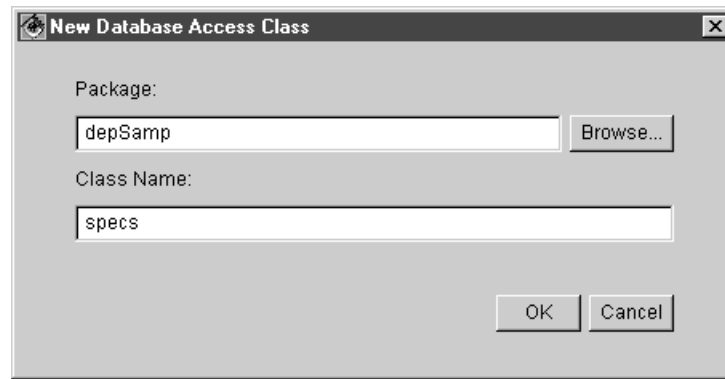 New Database Access Class
Package:
depSamp Browse...
Class Name:
specs
OK Cancel